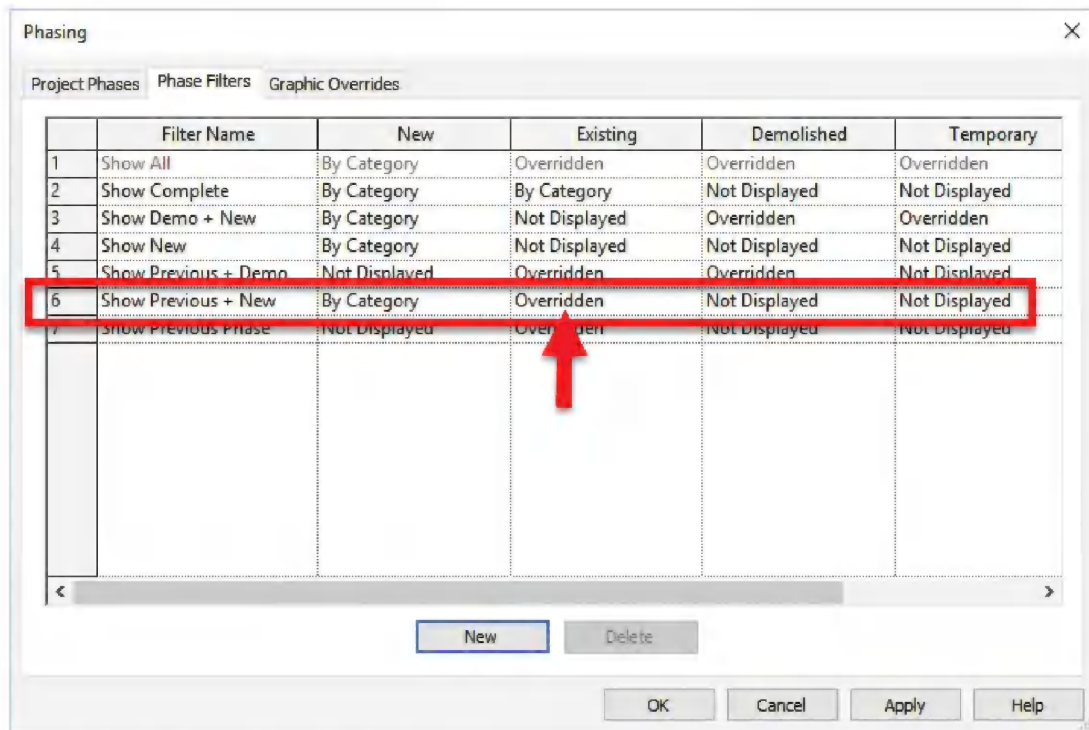 Phasing
Project Phases Phase Filters Graphic Overrides
Filter Name New Existing Demolished Temporary
1 Show All By Category Overridden Overridden Overridden
2 Show Complete By Category By Category Not Displayed Not Displayed
3 Show Demo + New By Category Not Displayed Overridden Overridden
4 Show New By Category Not Displayed Not Displayed Not Displayed
5 Show Previous + Demo Not Displayed Overridden Overridden Not Displayed
6 Show Previous + New By Category Overridden Not Displayed Not Displayed
7 Show Previous Phase Not Displayed Overridden Not Displayed Not Displayed
New Delete
OK Cancel Apply Help